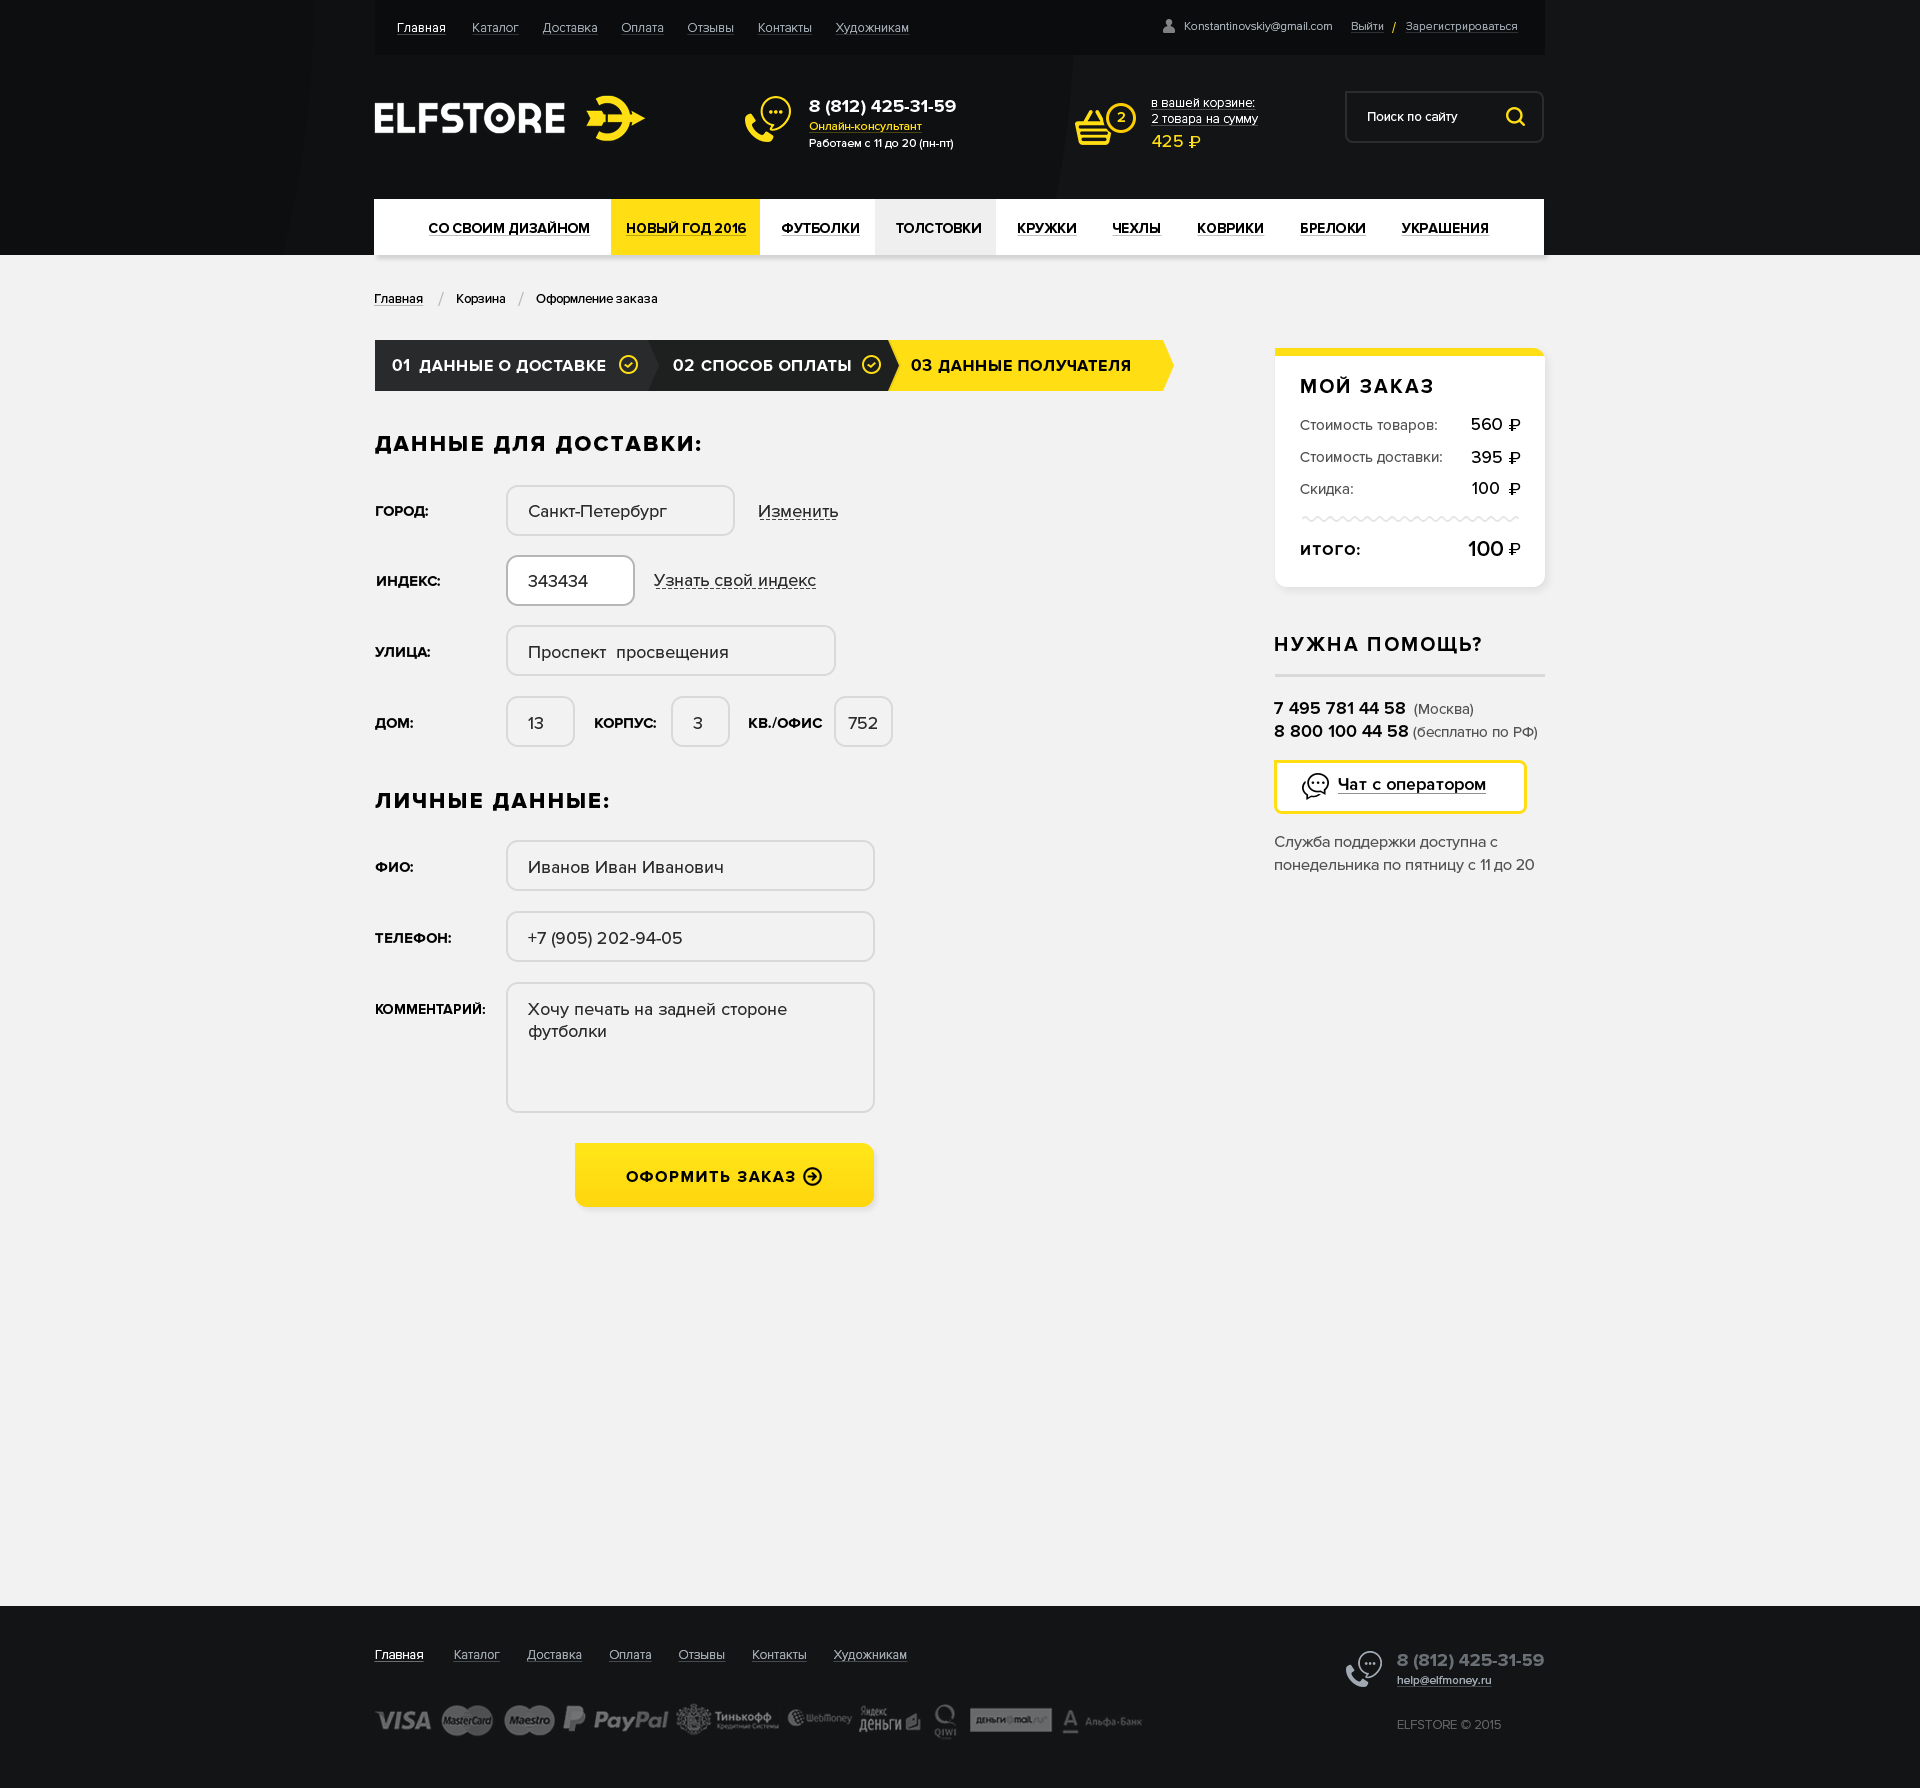 Главная Каталог Доставка Оплата Отзывы Контакты Художникам Konstantinovskiy@gmail.com Выйти / Зарегистрироваться
ELFSTORE
8 (812) 425-31-59
Онлайн-консультант
Работаем с 11 до 20 (пн-пт)
2
в вашей корзине:
2 товара на сумму
425 ₽
Поиск по сайту
СО СВОИМ ДИЗАЙНОМ НОВЫЙ ГОД 2016 ФУТБОЛКИ ТОЛСТОВКИ КРУЖКИ ЧЕХЛЫ КОВРИКИ БРЕЛОКИ УКРАШЕНИЯ
Главная / Корзина / Оформление заказа
01 ДАННЫЕ О ДОСТАВКЕ 02 СПОСОБ ОПЛАТЫ 03 ДАННЫЕ ПОЛУЧАТЕЛЯ
ДАННЫЕ ДЛЯ ДОСТАВКИ:
ГОРОД: Санкт-Петербург Изменить
ИНДЕКС: 343434 Узнать свой индекс
УЛИЦА: Проспект просвещения
ДОМ: 13 КОРПУС: 3 КВ./ОФИС 752
ЛИЧНЫЕ ДАННЫЕ:
ФИО: Иванов Иван Иванович
ТЕЛЕФОН: +7 (905) 202-94-05
КОММЕНТАРИЙ: Хочу печать на задней стороне
футболки
ОФОРМИТЬ ЗАКАЗ
МОЙ ЗАКАЗ
Стоимость товаров: 560 ₽
Стоимость доставки: 395 ₽
Скидка: 100 ₽
ИТОГО: 100 ₽
НУЖНА ПОМОЩЬ?
7 495 781 44 58 (Москва)
8 800 100 44 58 (бесплатно по РФ)
Чат с оператором
Служба поддержки доступна с
понедельника по пятницу с 11 до 20
Главная Каталог Доставка Оплата Отзывы Контакты Художникам
VISA MasterCard Maestro PayPal Тинькофф Кредитные Системы WebMoney Яндекс деньги QIWI деньги@mail.ru Альфа·Банк
8 (812) 425-31-59
help@elfmoney.ru
ELFSTORE © 2015